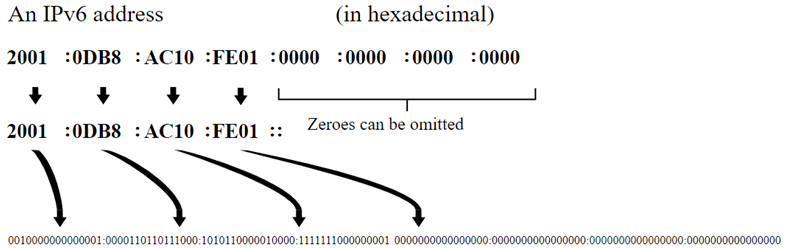 An IPv6 address (in hexadecimal)
2001 :0DB8 :AC10 :FE01 :0000 :0000 :0000 :0000
2001 :0DB8 :AC10 :FE01 ::
Zeroes can be omitted
0010000000000001:0000110110111000:1010110000010000:1111111000000001 0000000000000000:0000000000000000:0000000000000000:0000000000000000